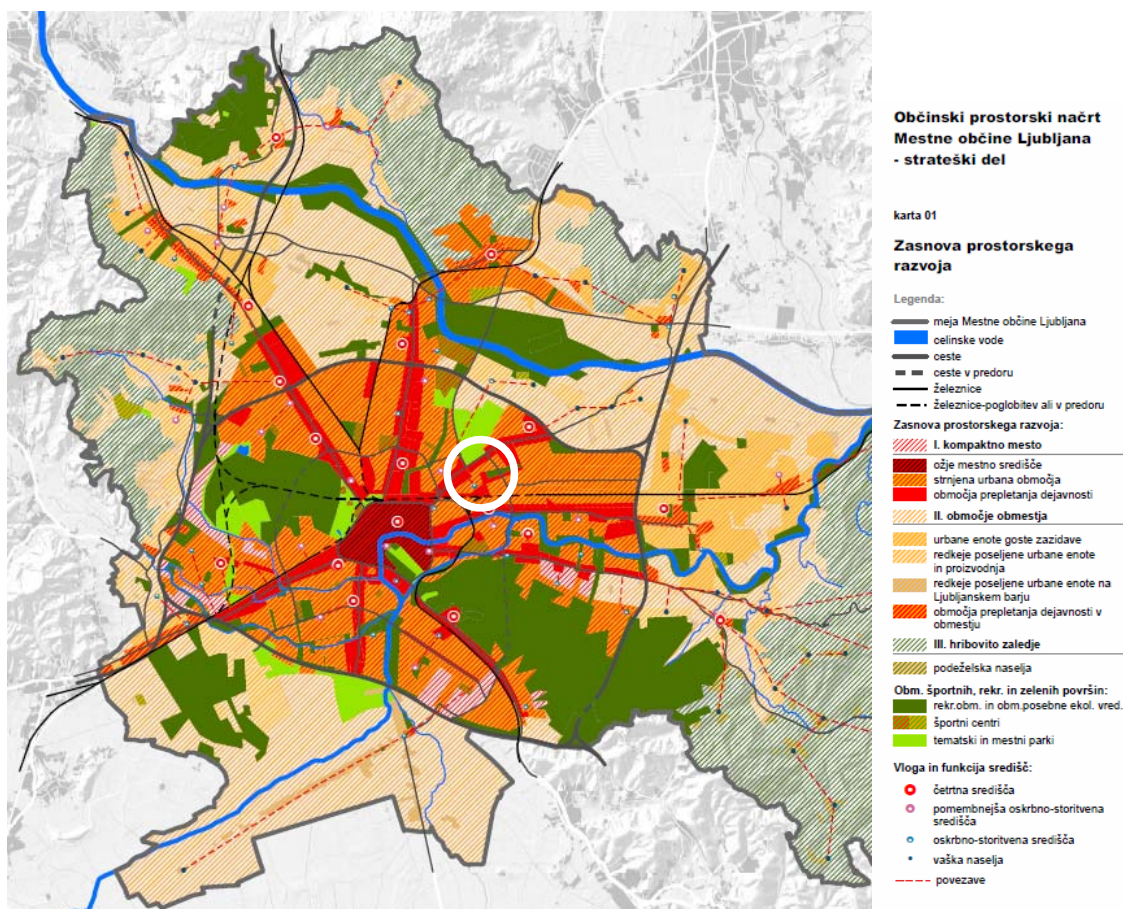 Občinski prostorski načrt
Mestne občine Ljubljana
- strateški del
karta 01
Zasnova prostorskega
razvoja
Legenda:
meja Mestne občine Ljubljana
celinske vode
ceste
ceste v predoru
železnice
železnice-poglobitev ali v predoru
Zasnova prostorskega razvoja:
I. kompaktno mesto
ožje mestno središče
strnjena urbana območja
območja prepletanja dejavnosti
II. območje obmestja
urbane enote goste zazidave
redkeje poseljene urbane enote
in proizvodnja
redkeje poseljene urbane enote na
Ljubljanskem barju
območja prepletanja dejavnosti v
obmestju
III. hribovito zaledje
podeželska naselja
Obm. športnih, rekr. in zelenih površin:
rekr.obm. in obm.posebne ekol. vred.
športni centri
tematski in mestni parki
Vloga in funkcija središč:
četrtna središča
pomembnejša oskrbno-storitvena
središča
oskrbno-storitvena središča
vaška naselja
povezave